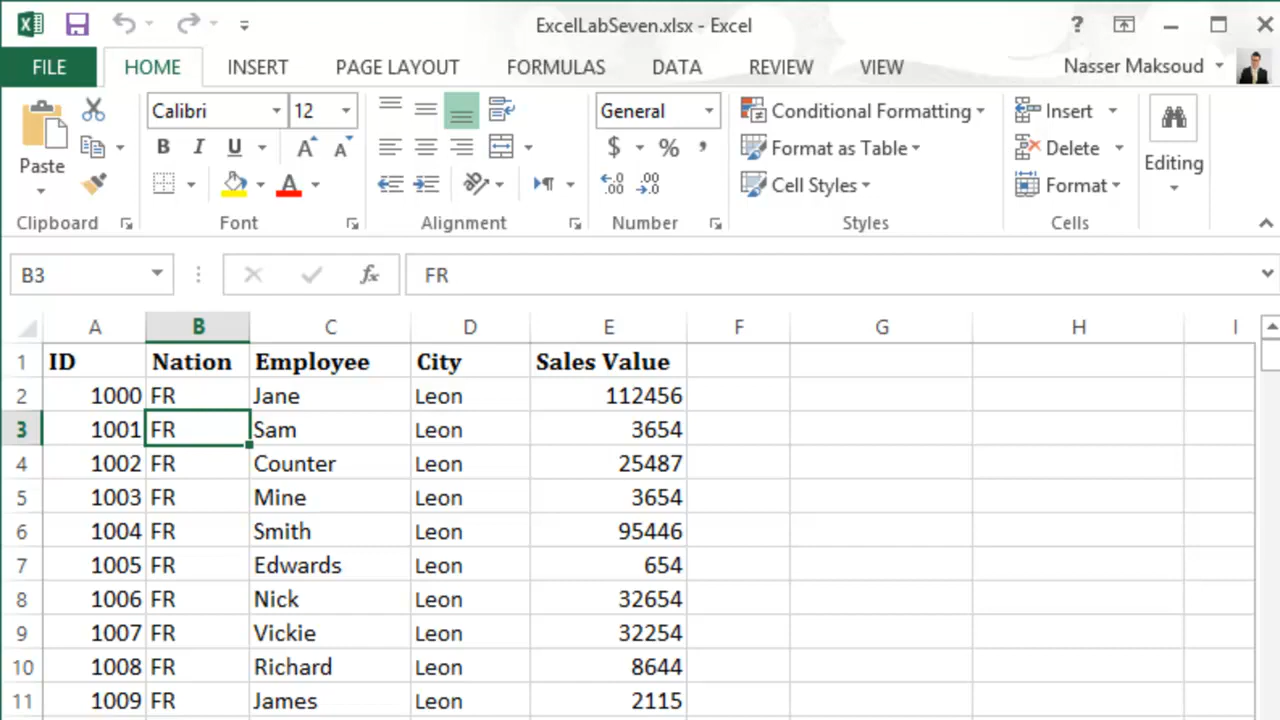 ExcelLabSeven.xlsx - Excel
?
FILE HOME INSERT PAGE LAYOUT FORMULAS DATA REVIEW VIEW Nasser Maksoud
Calibri 12 General Conditional Formatting Insert
B I U A A $ % , Format as Table Delete
Paste A Cell Styles Format Editing
Clipboard Font Alignment Number Styles Cells
B3 fx FR
A B C D E F G H I
1 ID Nation Employee City Sales Value
2 1000 FR Jane Leon 112456
3 1001 FR Sam Leon 3654
4 1002 FR Counter Leon 25487
5 1003 FR Mine Leon 3654
6 1004 FR Smith Leon 95446
7 1005 FR Edwards Leon 654
8 1006 FR Nick Leon 32654
9 1007 FR Vickie Leon 32254
10 1008 FR Richard Leon 8644
11 1009 FR James Leon 2115